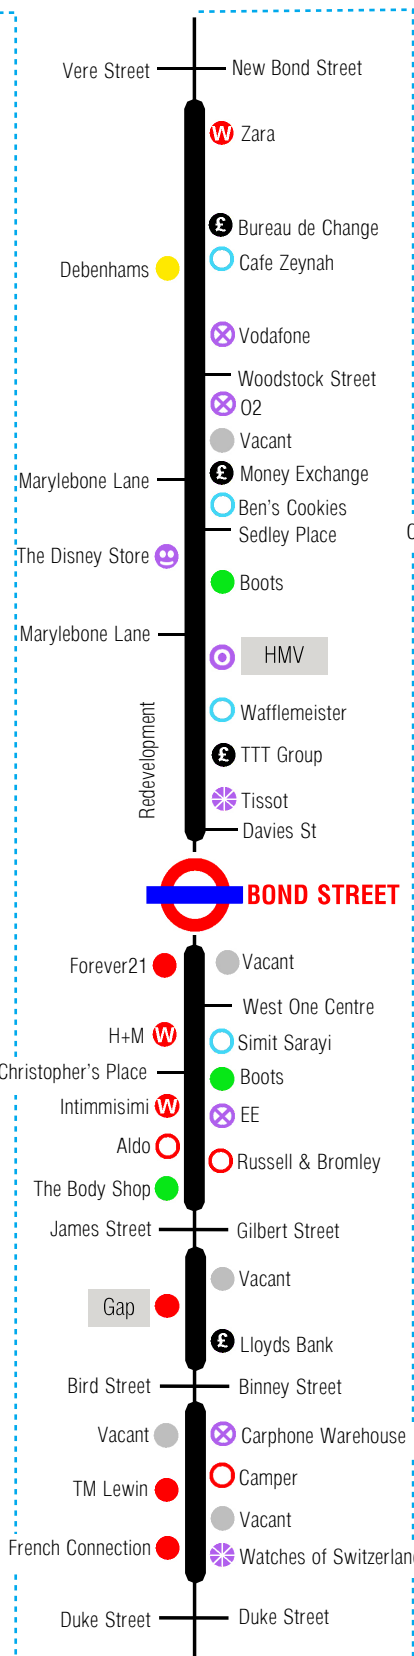 Vere Street
New Bond Street
W Zara
£ Bureau de Change
Cafe Zeynah
Debenhams
Vodafone
Woodstock Street
O2
Vacant
£ Money Exchange
Marylebone Lane
Ben's Cookies
Sedley Place
The Disney Store
Boots
Marylebone Lane
HMV
Wafflemeister
Redevelopment
£ TTT Group
Tissot
Davies St
BOND STREET
Forever21
Vacant
West One Centre
H+M W
Simit Sarayi
Christopher's Place
Boots
Intimmisimi W
EE
Aldo
Russell & Bromley
The Body Shop
James Street
Gilbert Street
Vacant
Gap
£ Lloyds Bank
Bird Street
Binney Street
Vacant
Carphone Warehouse
Camper
TM Lewin
Vacant
French Connection
Watches of Switzerlan
Duke Street
Duke Street